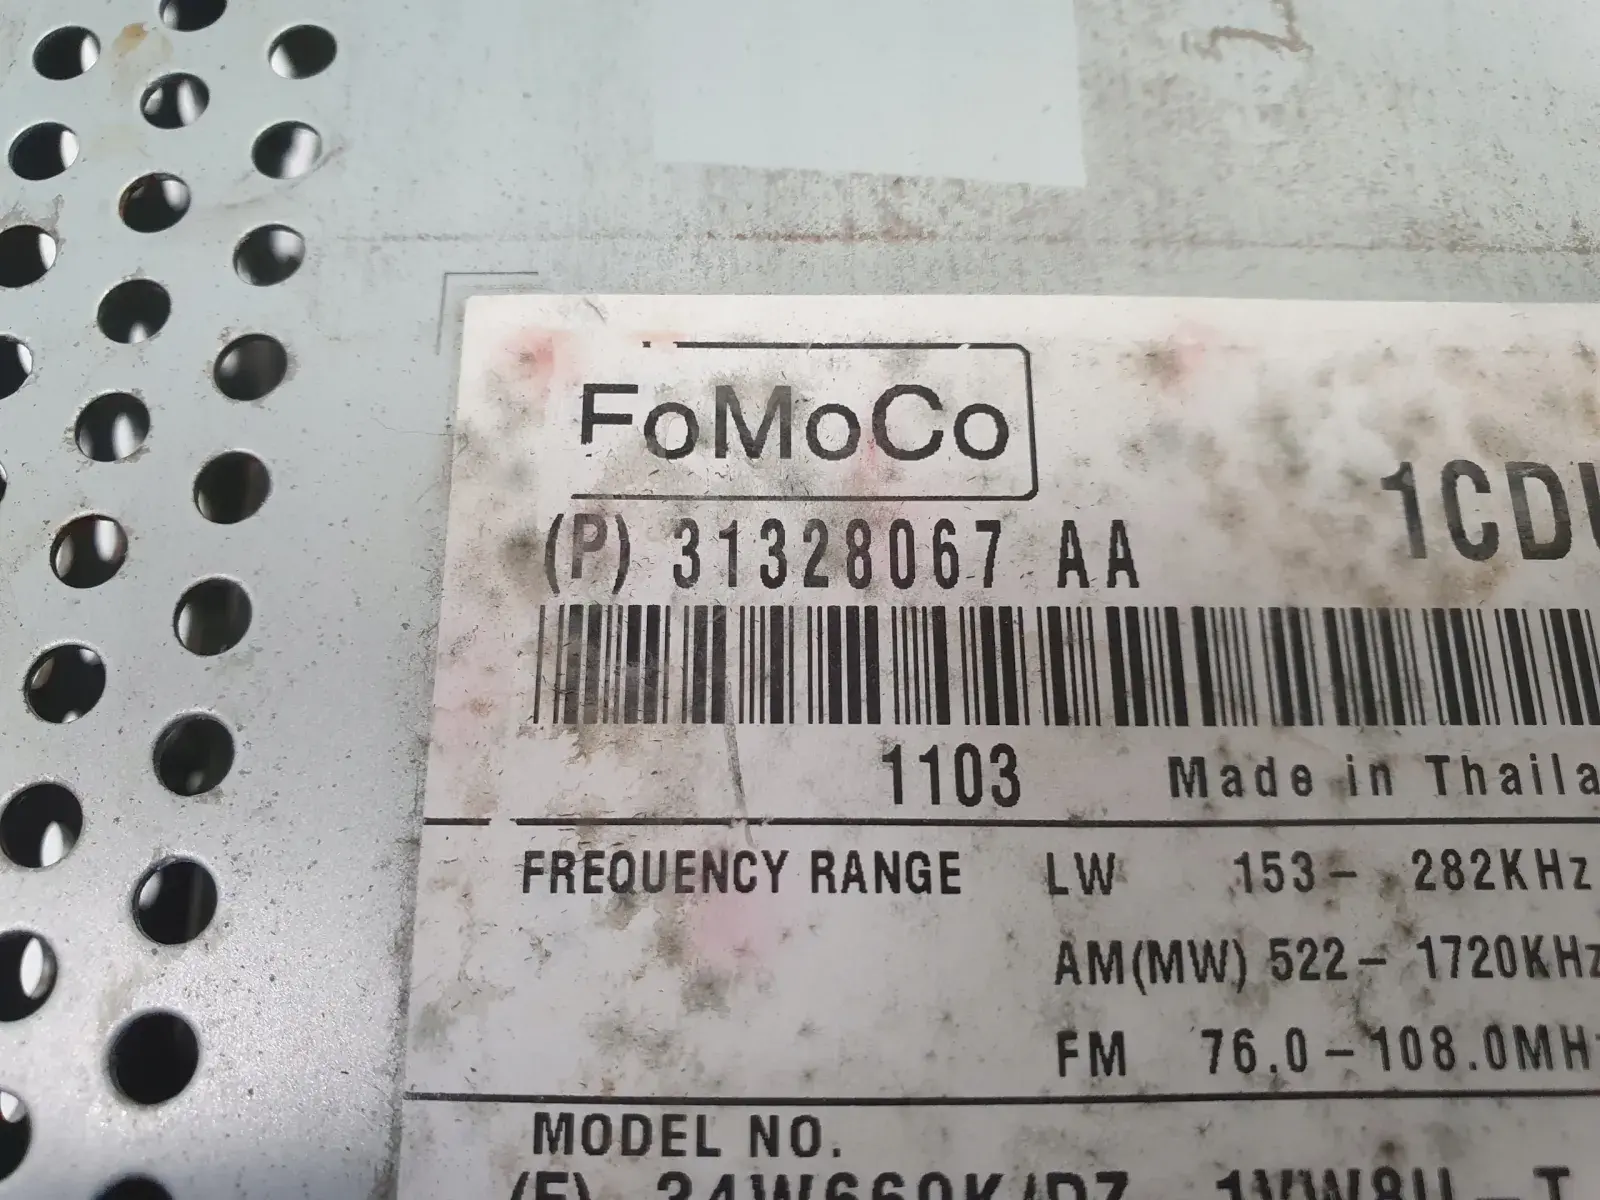 FoMoCo
(P) 31328067 AA
1CD
1103 Made in Thaila
FREQUENCY RANGE LW 153- 282KHz
AM(MW) 522- 1720KHz
FM 76.0-108.0MH
MODEL NO.